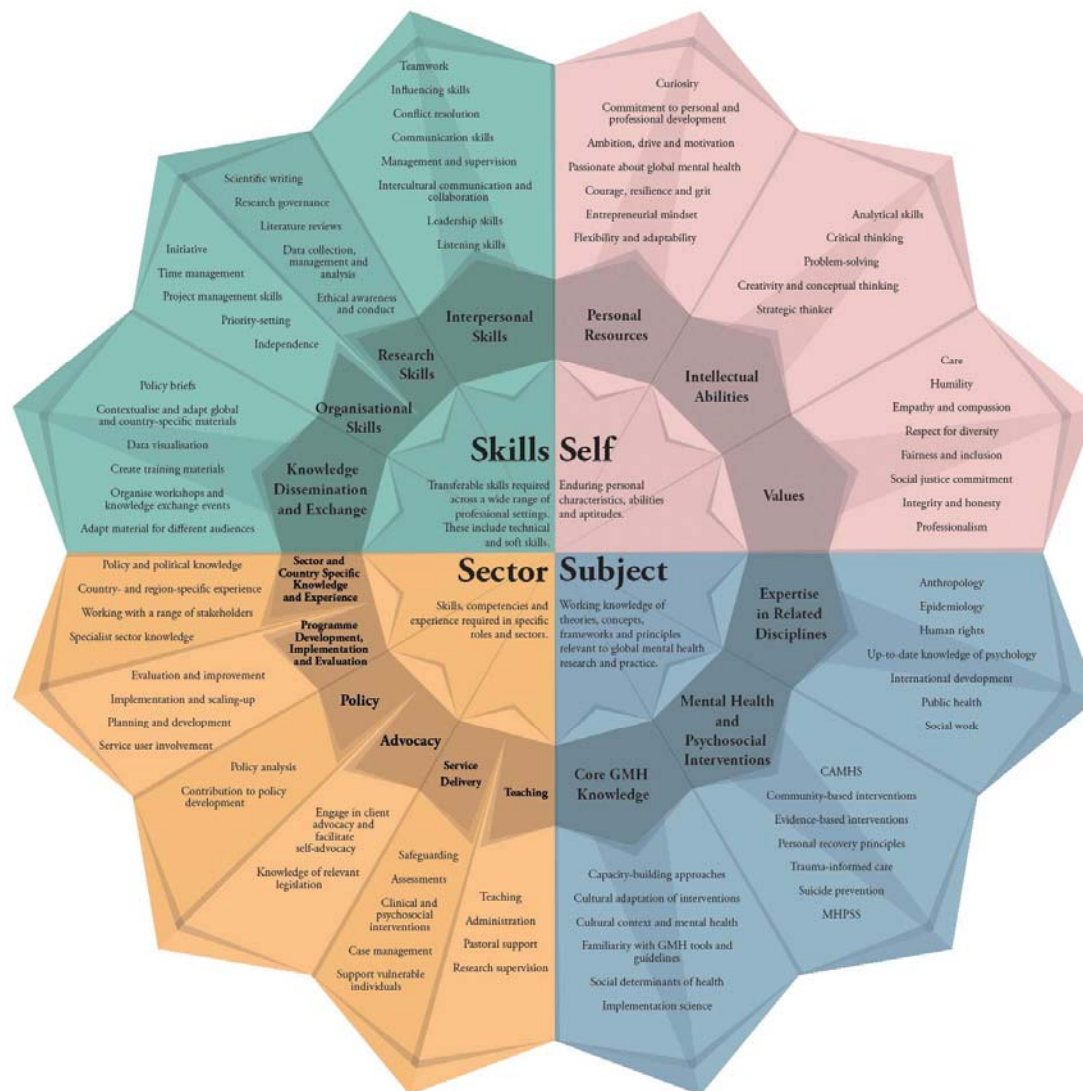 Teamwork
Influencing skills
Conflict resolution
Communication skills
Management and supervision
Intercultural communication and
collaboration
Leadership skills
Listening skills
Interpersonal
Skills
Scientific writing
Research governance
Literature reviews
Data collection,
management and
analysis
Ethical awareness
and conduct
Research
Skills
Initiative
Time management
Project management skills
Priority-setting
Independence
Organisational
Skills
Policy briefs
Contextualise and adapt global
and country-specific materials
Data visualisation
Create training materials
Organise workshops and
knowledge exchange events
Adapt material for different audiences
Knowledge
Dissemination
and Exchange
Skills
Transferable skills required
across a wide range of
professional settings.
These include technical
and soft skills.
Curiosity
Commitment to personal and
professional development
Ambition, drive and motivation
Passionate about global mental health
Courage, resilience and grit
Entrepreneurial mindset
Flexibility and adaptability
Personal
Resources
Analytical skills
Critical thinking
Problem-solving
Creativity and conceptual thinking
Strategic thinker
Intellectual
Abilities
Care
Humility
Empathy and compassion
Respect for diversity
Fairness and inclusion
Social justice commitment
Integrity and honesty
Professionalism
Values
Self
Enduring personal
characteristics, abilities
and aptitudes.
Policy and political knowledge
Country- and region-specific experience
Working with a range of stakeholders
Specialist sector knowledge
Sector and
Country Specific
Knowledge
and Experience
Evaluation and improvement
Implementation and scaling-up
Planning and development
Service user involvement
Programme
Development,
Implementation
and Evaluation
Policy analysis
Contribution to policy
development
Policy
Engage in client
advocacy and
facilitate
self-advocacy
Knowledge of relevant
legislation
Advocacy
Safeguarding
Assessments
Clinical and
psychosocial
interventions
Case management
Support vulnerable
individuals
Service
Delivery
Teaching
Administration
Pastoral support
Research supervision
Teaching
Sector
Skills, competencies and
experience required in specific
roles and sectors.
Subject
Working knowledge of
theories, concepts,
frameworks and principles
relevant to global mental health
research and practice.
Expertise
in Related
Disciplines
Anthropology
Epidemiology
Human rights
Up-to-date knowledge of psychology
International development
Public health
Social work
Mental Health
and
Psychosocial
Interventions
CAMHS
Community-based interventions
Evidence-based interventions
Personal recovery principles
Trauma-informed care
Suicide prevention
MHPSS
Core GMH
Knowledge
Capacity-building approaches
Cultural adaptation of interventions
Cultural context and mental health
Familiarity with GMH tools and
guidelines
Social determinants of health
Implementation science